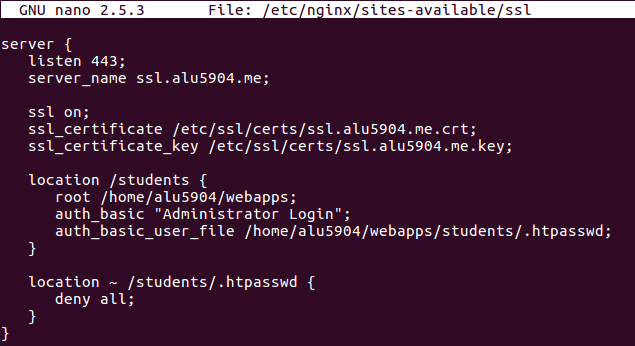 GNU nano 2.5.3 File: /etc/nginx/sites-available/ssl
server {
listen 443;
server_name ssl.alu5904.me;
ssl on;
ssl_certificate /etc/ssl/certs/ssl.alu5904.me.crt;
ssl_certificate_key /etc/ssl/certs/ssl.alu5904.me.key;
location /students {
root /home/alu5904/webapps;
auth_basic "Administrator Login";
auth_basic_user_file /home/alu5904/webapps/students/.htpasswd;
}
location ~ /students/.htpasswd {
deny all;
}
}